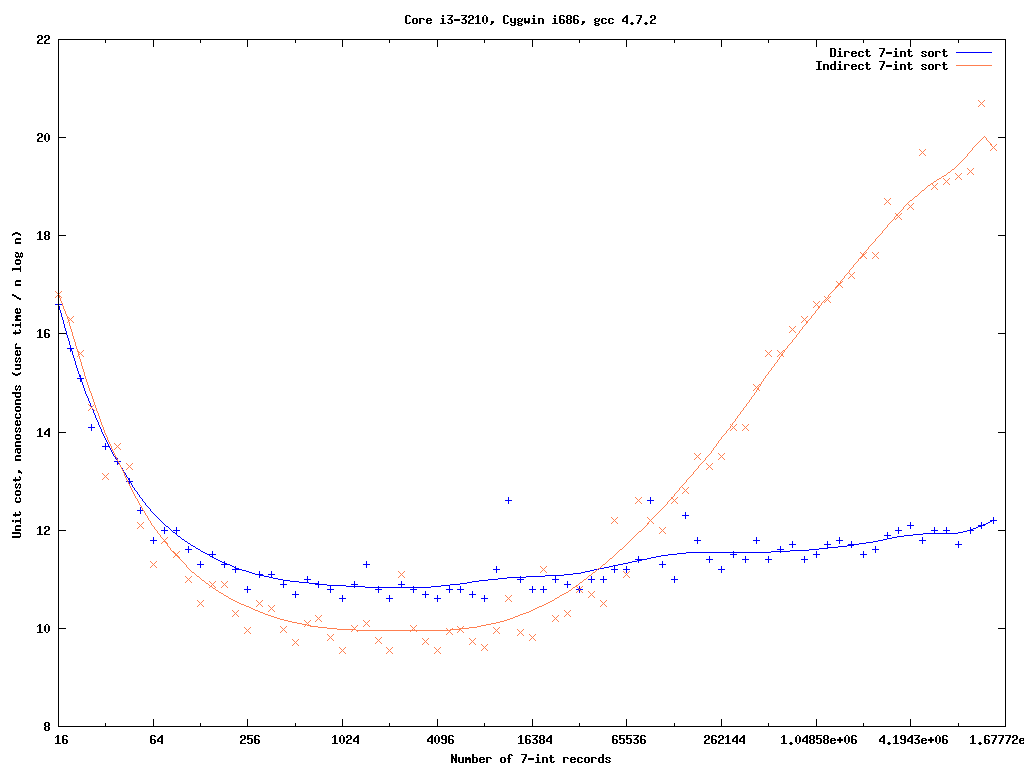 Core i3-3210, Cygwin i686, gcc 4.7.2
22
Direct 7-int sort
Indirect 7-int sort
20
18
16
14
12
10
8
Unit cost, nanoseconds (user time / n log n)
16 64 256 1024 4096 16384 65536 262144 1.04858e+06 4.1943e+06 1.67772e
Number of 7-int records